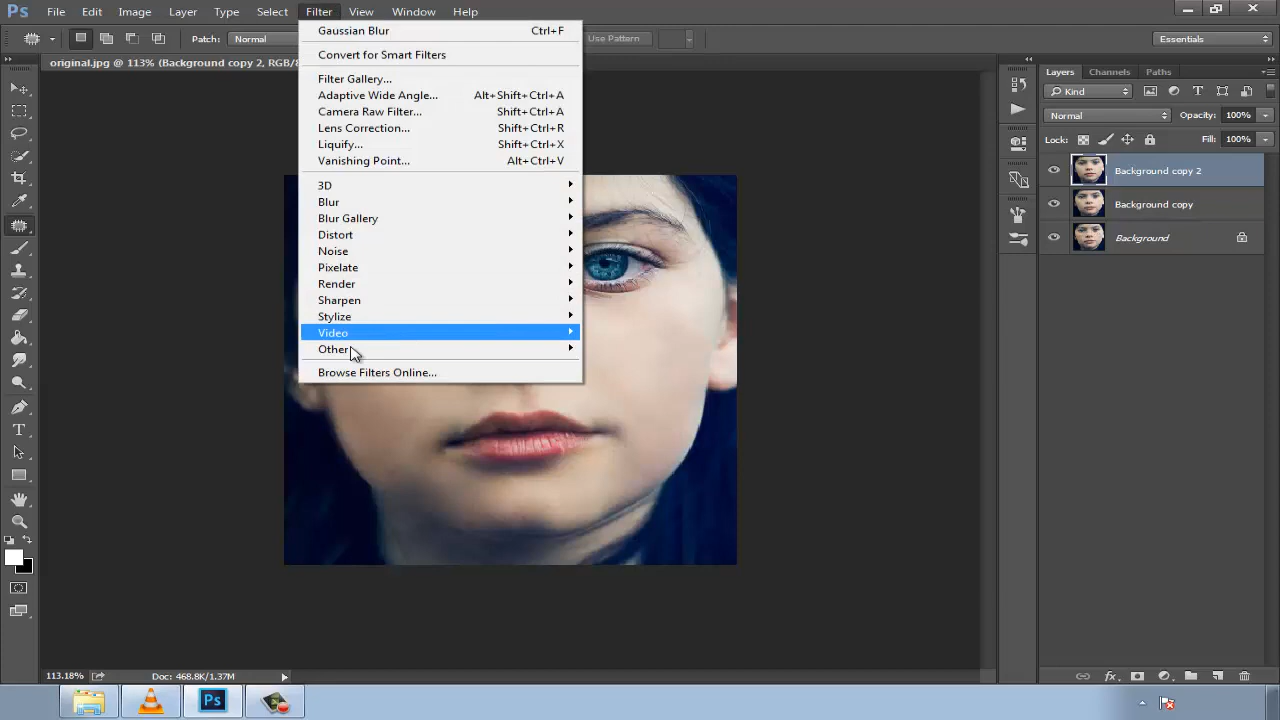 Ps File Edit Image Layer Type Select Filter View Window Help
Patch: Normal Use Pattern Essentials
original.jpg @ 113% (Background copy 2, RGB/8
Gaussian Blur Ctrl+F
Convert for Smart Filters
Filter Gallery...
Adaptive Wide Angle... Alt+Shift+Ctrl+A
Camera Raw Filter... Shift+Ctrl+A
Lens Correction... Shift+Ctrl+R
Liquify... Shift+Ctrl+X
Vanishing Point... Alt+Ctrl+V
3D
Blur
Blur Gallery
Distort
Noise
Pixelate
Render
Sharpen
Stylize
Video
Other
Browse Filters Online...
Layers Channels Paths
Kind
Normal Opacity: 100%
Lock: Fill: 100%
Background copy 2
Background copy
Background
113.18% Doc: 468.8K/1.37M
Ps